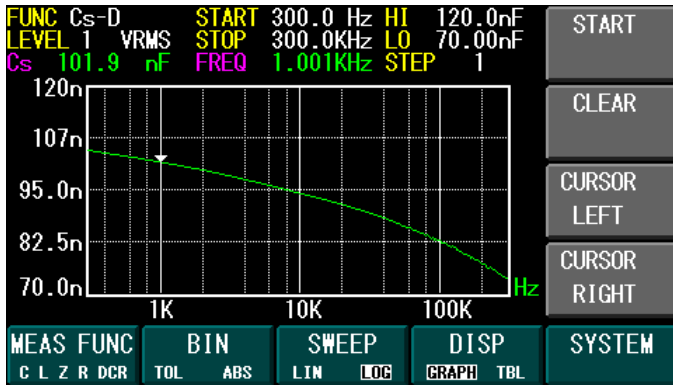 FUNC Cs-D START 300.0 Hz HI 120.0nF
LEVEL 1 VRMS STOP 300.0KHz LO 70.00nF
Cs 101.9 nF FREQ 1.001KHz STEP 1
120n
107n
95.0n
82.5n
70.0n
1K 10K 100K Hz
START
CLEAR
CURSOR
LEFT
CURSOR
RIGHT
MEAS FUNC BIN SWEEP DISP SYSTEM
C L Z R DCR TOL ABS LIN LOG GRAPH TBL